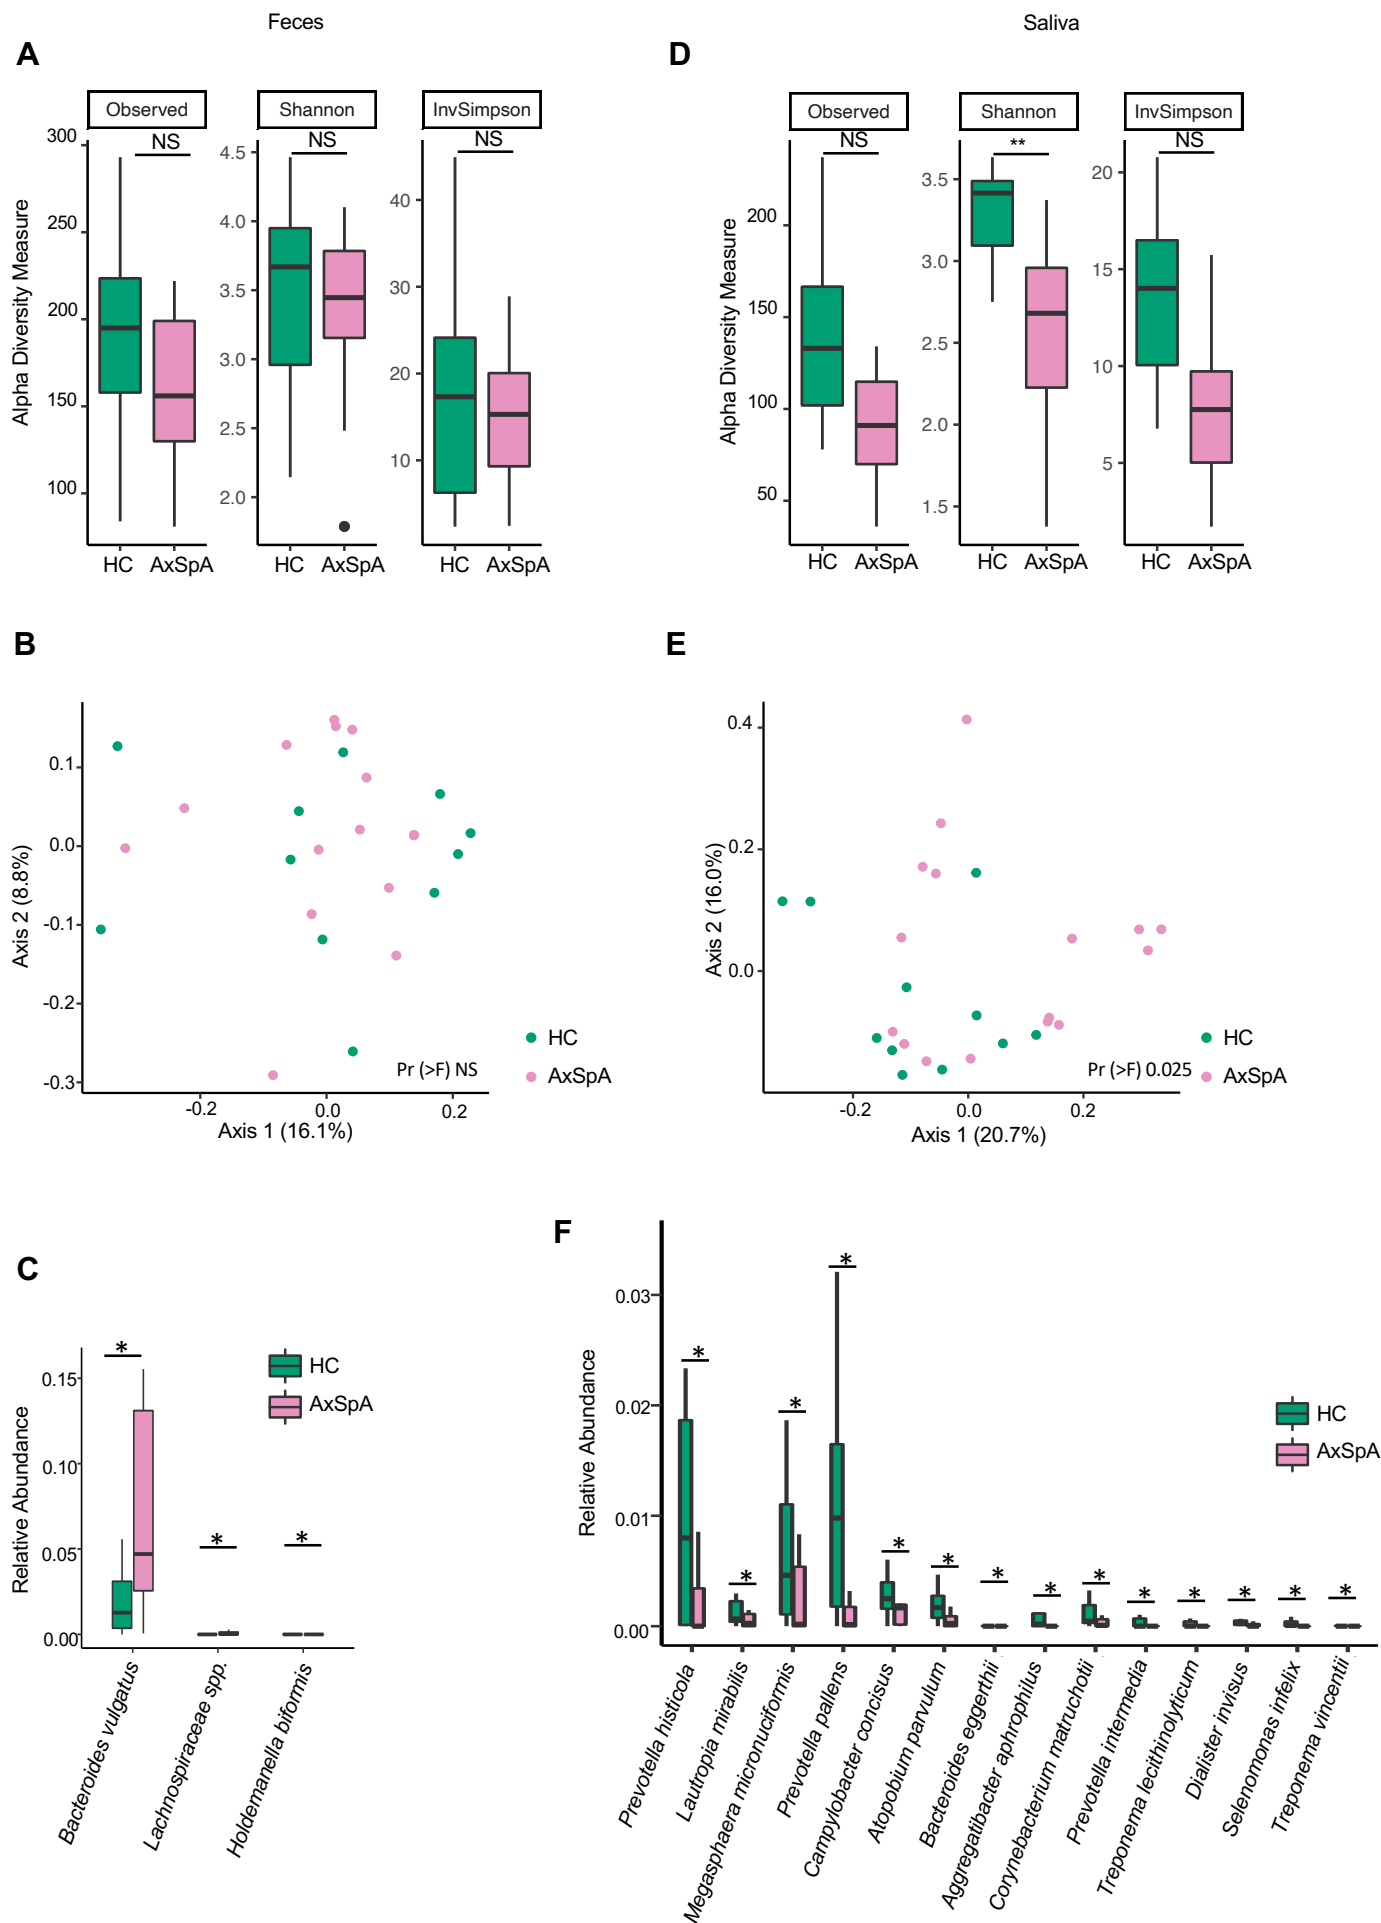 Feces
A
Observed
Shannon
InvSimpson
NS
NS
NS
Alpha Diversity Measure
300
250
200
150
100
4.5
4.0
3.5
3.0
2.5
2.0
40
30
20
10
HC AxSpA
HC AxSpA
HC AxSpA
Saliva
D
Observed
Shannon
InvSimpson
NS
**
NS
Alpha Diversity Measure
200
150
100
50
3.5
3.0
2.5
2.0
1.5
20
15
10
5
HC AxSpA
HC AxSpA
HC AxSpA
B
Axis 2 (8.8%)
0.1
0.0
-0.1
-0.2
-0.3
-0.2 0.0 0.2
Axis 1 (16.1%)
Pr (>F) NS
HC
AxSpA
E
Axis 2 (16.0%)
0.4
0.2
0.0
-0.2 0.0 0.2
Axis 1 (20.7%)
Pr (>F) 0.025
HC
AxSpA
C
Relative Abundance
0.15
0.10
0.05
0.00
*
*
*
HC
AxSpA
Bacteroides vulgatus
Lachnospiraceae spp.
Holdemanella biformis
F
Relative Abundance
0.03
0.02
0.01
0.00
*
*
*
*
*
*
*
*
*
*
*
*
*
*
HC
AxSpA
Prevotella histicola
Lautropia mirabilis
Megasphaera micronuciformis
Prevotella pallens
Campylobacter concisus
Atopobium parvulum
Bacteroides eggerthii
Aggregatibacter aphrophilus
Corynebacterium matruchotii
Prevotella intermedia
Treponema lecithinolyticum
Dialister invisus
Selenomonas infelix
Treponema vincentii